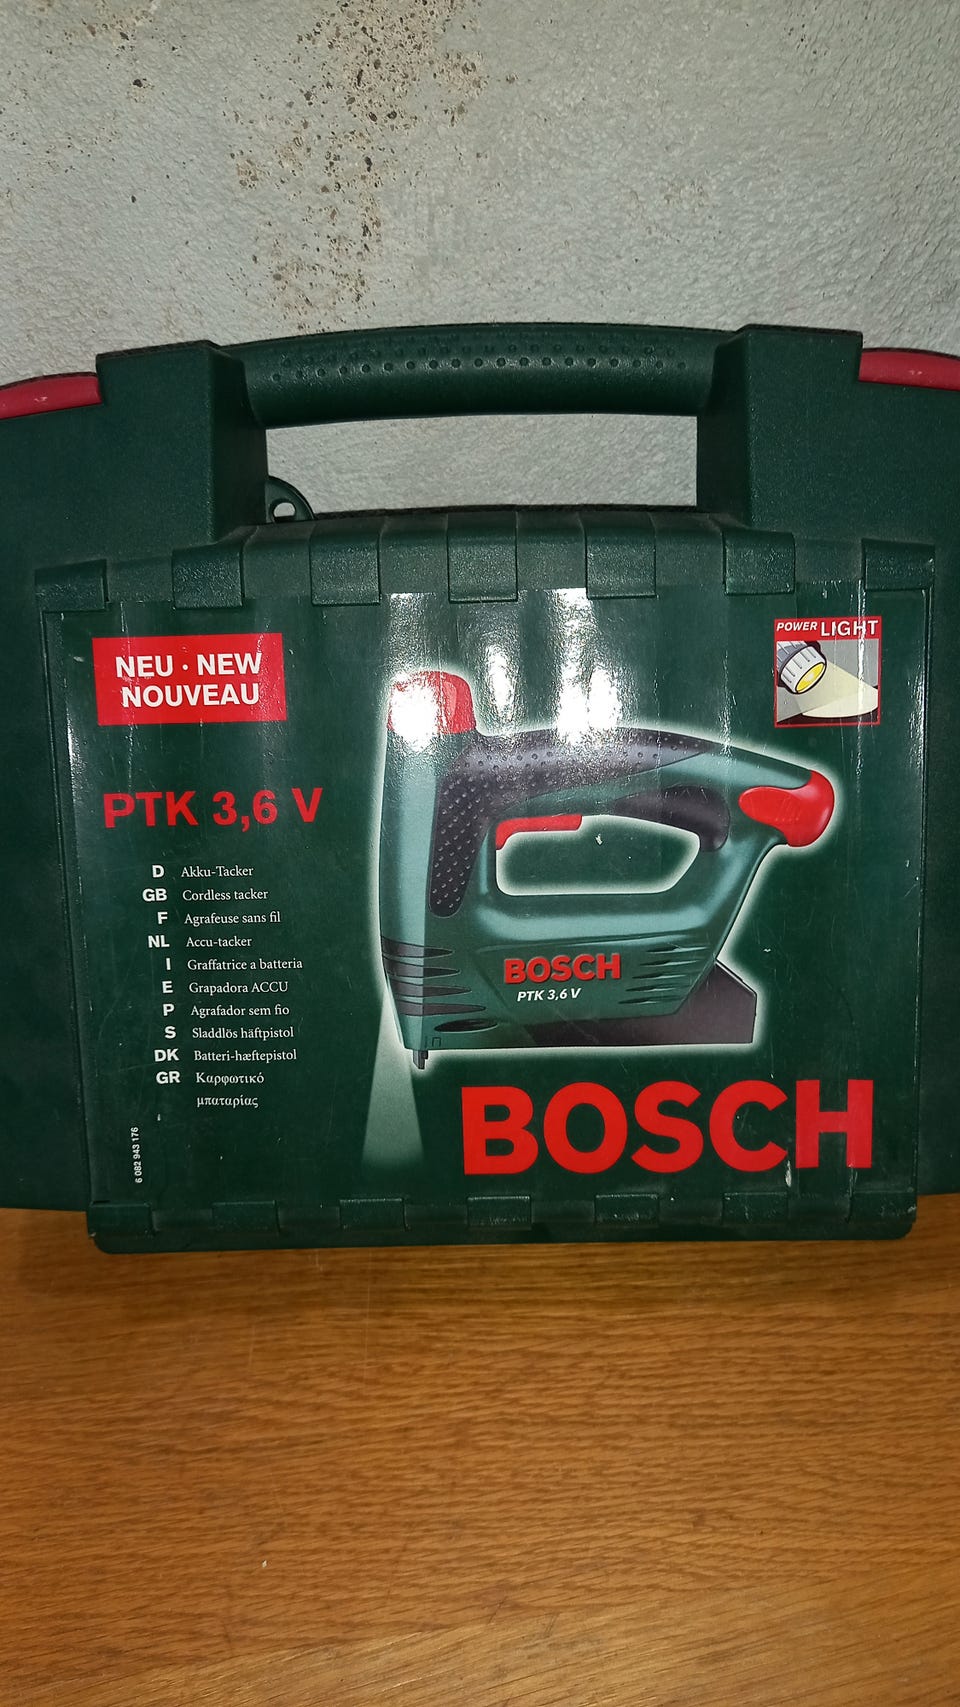 NEU · NEW
NOUVEAU
POWER LIGHT
PTK 3,6 V
D Akku-Tacker
GB Cordless tacker
F Agrafeuse sans fil
NL Accu-tacker
I Graffatrice a batteria
E Grapadora ACCU
P Agrafador sem fio
S Sladdlös häftpistol
DK Batteri-hæftepistol
GR Καρφωτικό
μπαταρίας
BOSCH
PTK 3,6 V
BOSCH
6 082 943 176